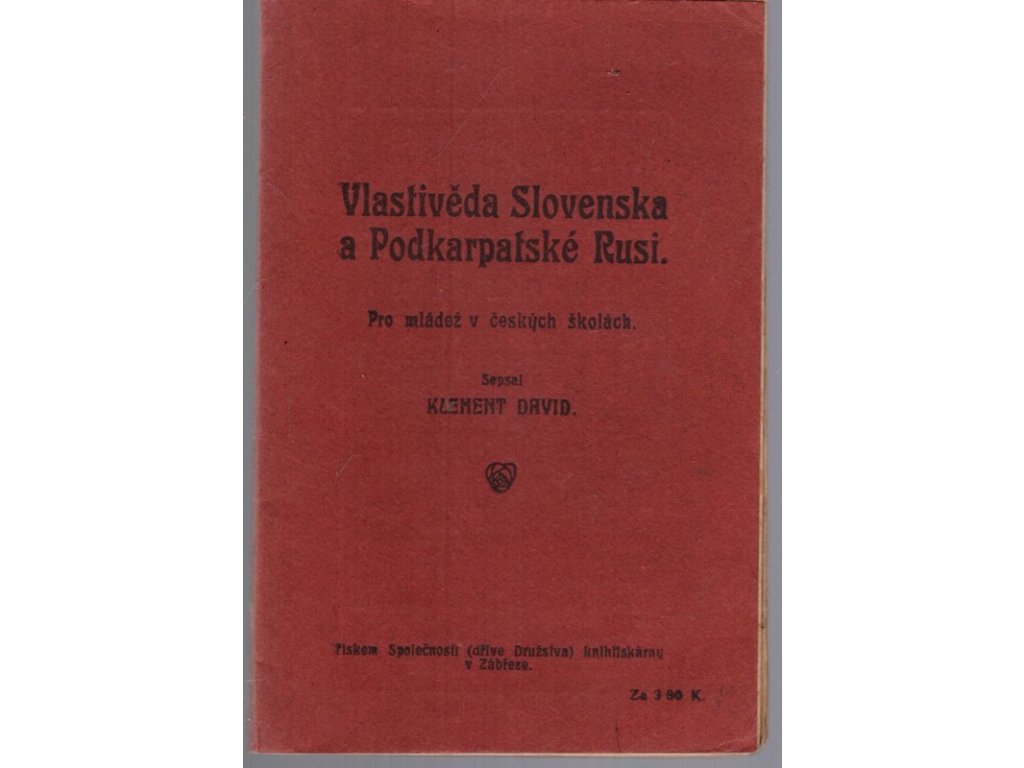 Vlastivěda Slovenska
a Podkarpatské Rusi.
Pro mládež v českých školách.
Sepsal
KLEMENT DAVID.
Tiskem Společnosti (dříve Družstva) knihtiskárny
v Zábřeze.
Za 3 80 K.